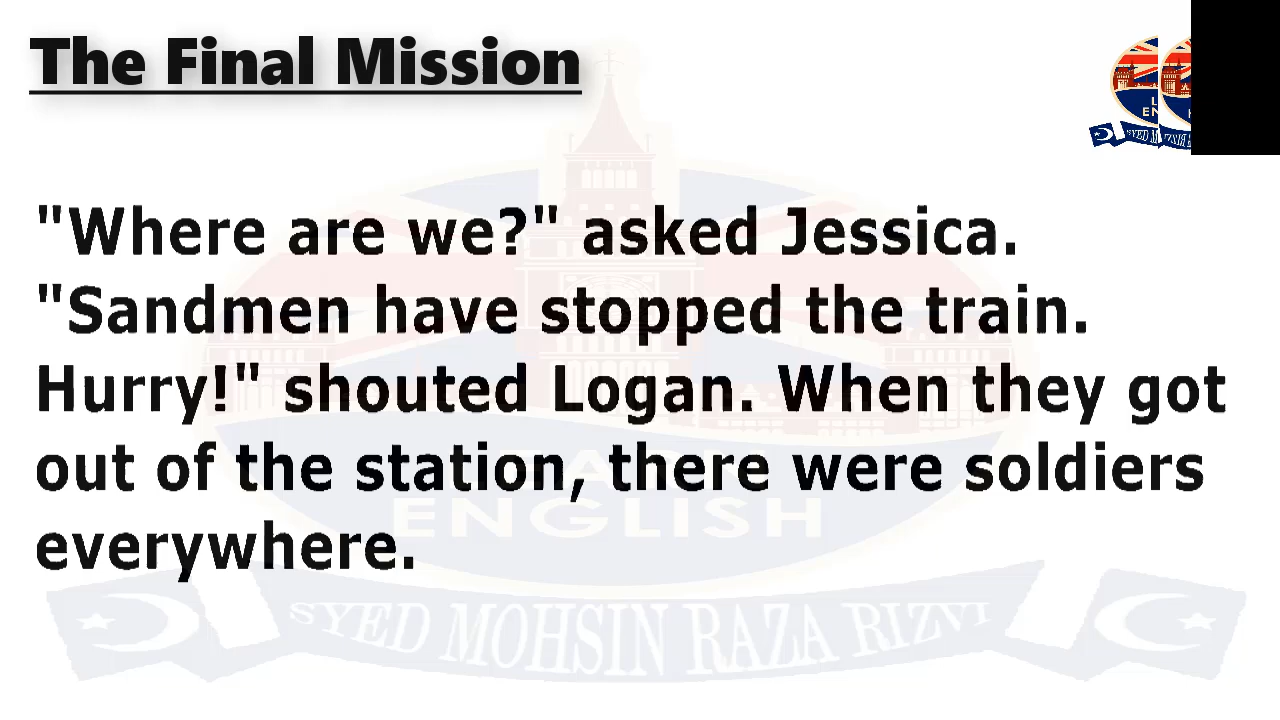 The Final Mission
"Where are we?" asked Jessica.
"Sandmen have stopped the train.
Hurry!" shouted Logan. When they got
out of the station, there were soldiers
everywhere.
ENGLISH
SYED MOHSIN RAZA RIZVI